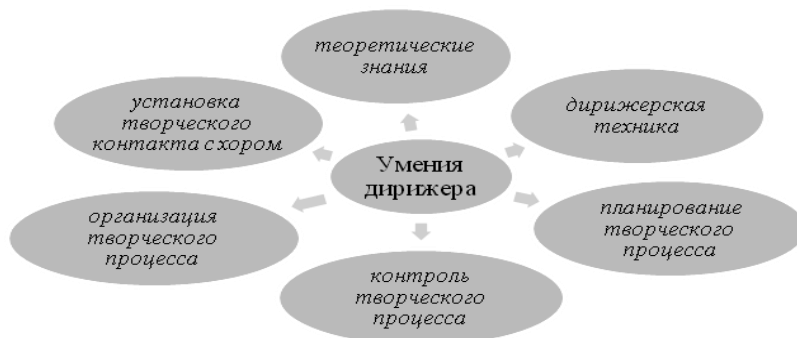 теоретические
знания
установка
творческого
контакта с хором
дирижерская
техника
Умения
дирижера
организация
творческого
процесса
планирование
творческого
процесса
контроль
творческого
процесса